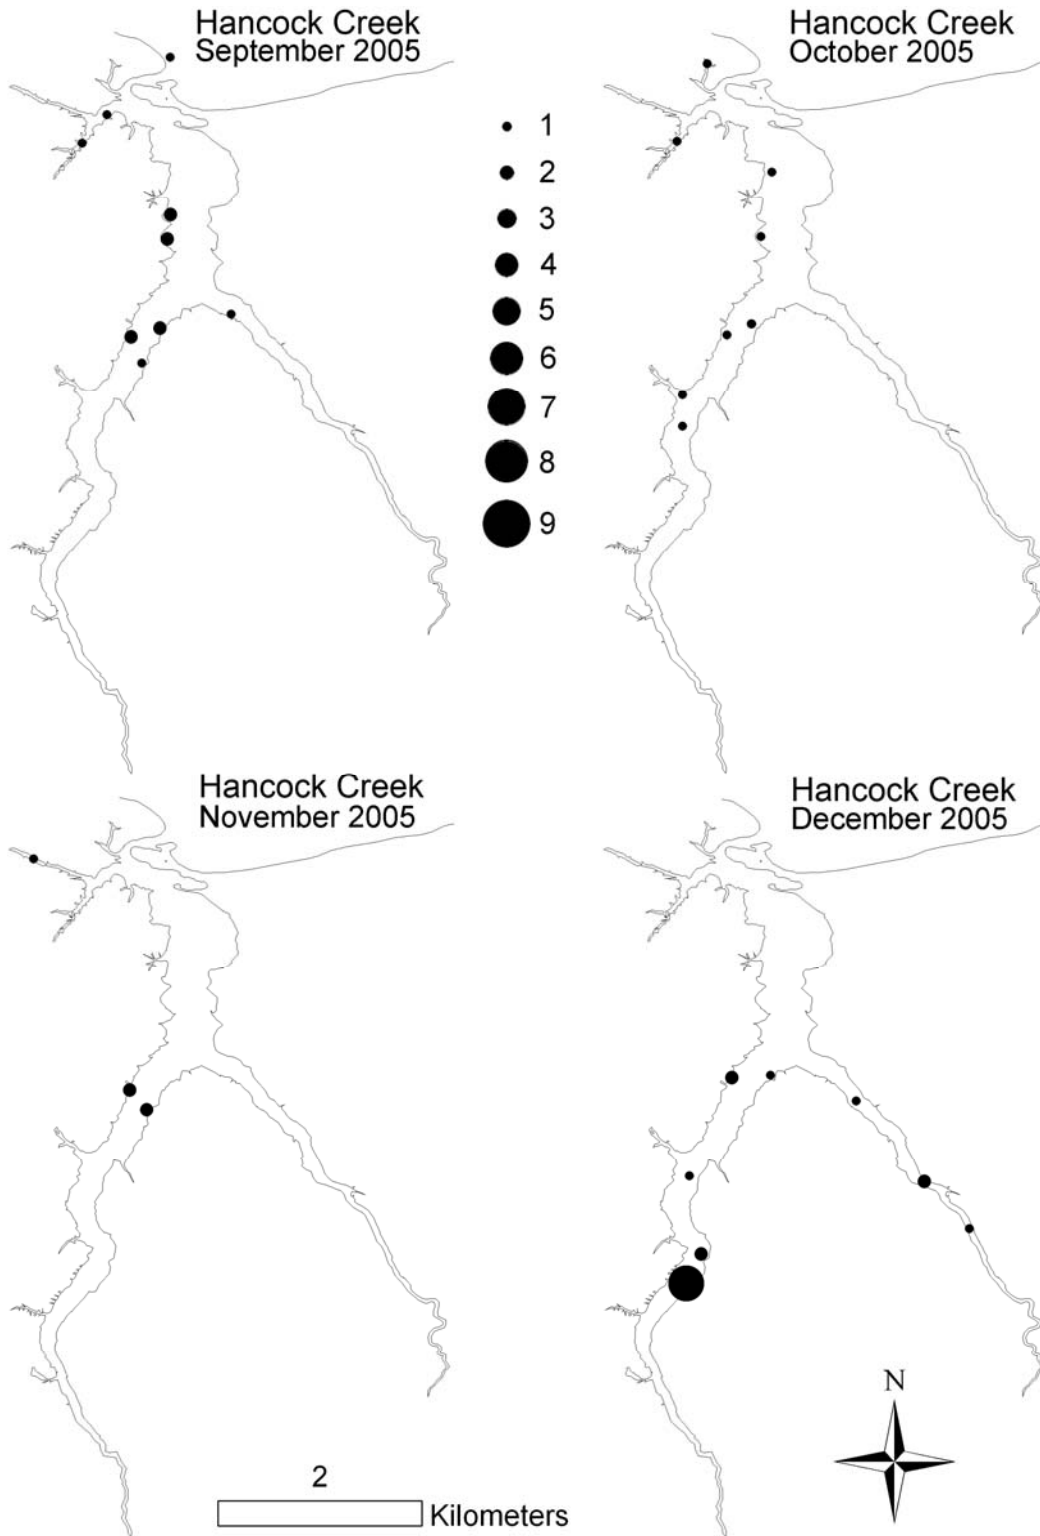 Hancock Creek
September 2005
Hancock Creek
October 2005
1
2
3
4
5
6
7
8
9
Hancock Creek
November 2005
Hancock Creek
December 2005
N
2
Kilometers